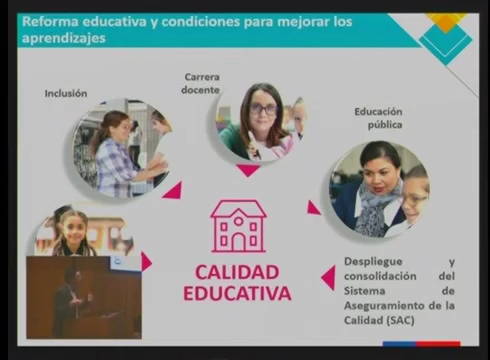 Reforma educativa y condiciones para mejorar los
aprendizajes
Inclusión
Carrera
docente
Educación
pública
CALIDAD
EDUCATIVA
Despliegue y
consolidación del
Sistema de
Aseguramiento de la
Calidad (SAC)